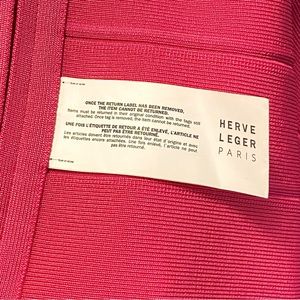 ONCE THE RETURN LABEL HAS BEEN REMOVED,
THE ITEM CANNOT BE RETURNED.
Items must be returned in their original condition with the tags still
attached. Once tag is removed, the item cannot be returned.
UNE FOIS L'ÉTIQUETTE DE RETOUR A ÉTÉ ENLEVÉ, L'ARTICLE NE
PEUT PAS ÊTRE RETOURNÉ.
Les articles doivent être retournés dans leur état d'origine et avec
les tags encore attachés. Une fois enlevé, l'article ne peut
pas être retourné.
HERVE
LEGER
PARIS